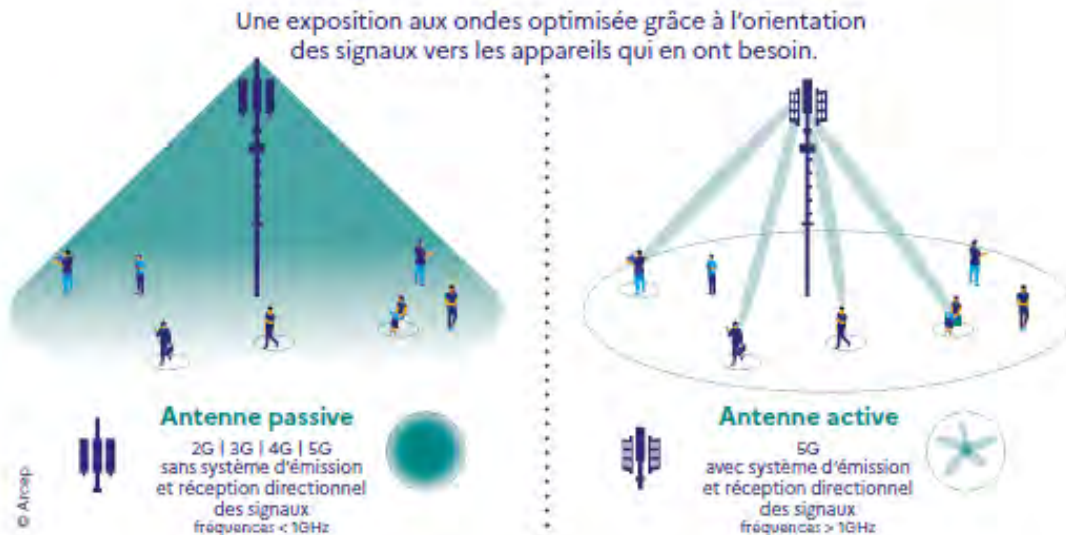 Une exposition aux ondes optimisée grâce à l'orientation
des signaux vers les appareils qui en ont besoin.
Antenne passive
2G | 3G | 4G | 5G
sans système d'émission
et réception directionnel
des signaux
fréquences < 1GHz
Antenne active
5G
avec système d'émission
et réception directionnel
des signaux
fréquences > 1GHz
© Arcep